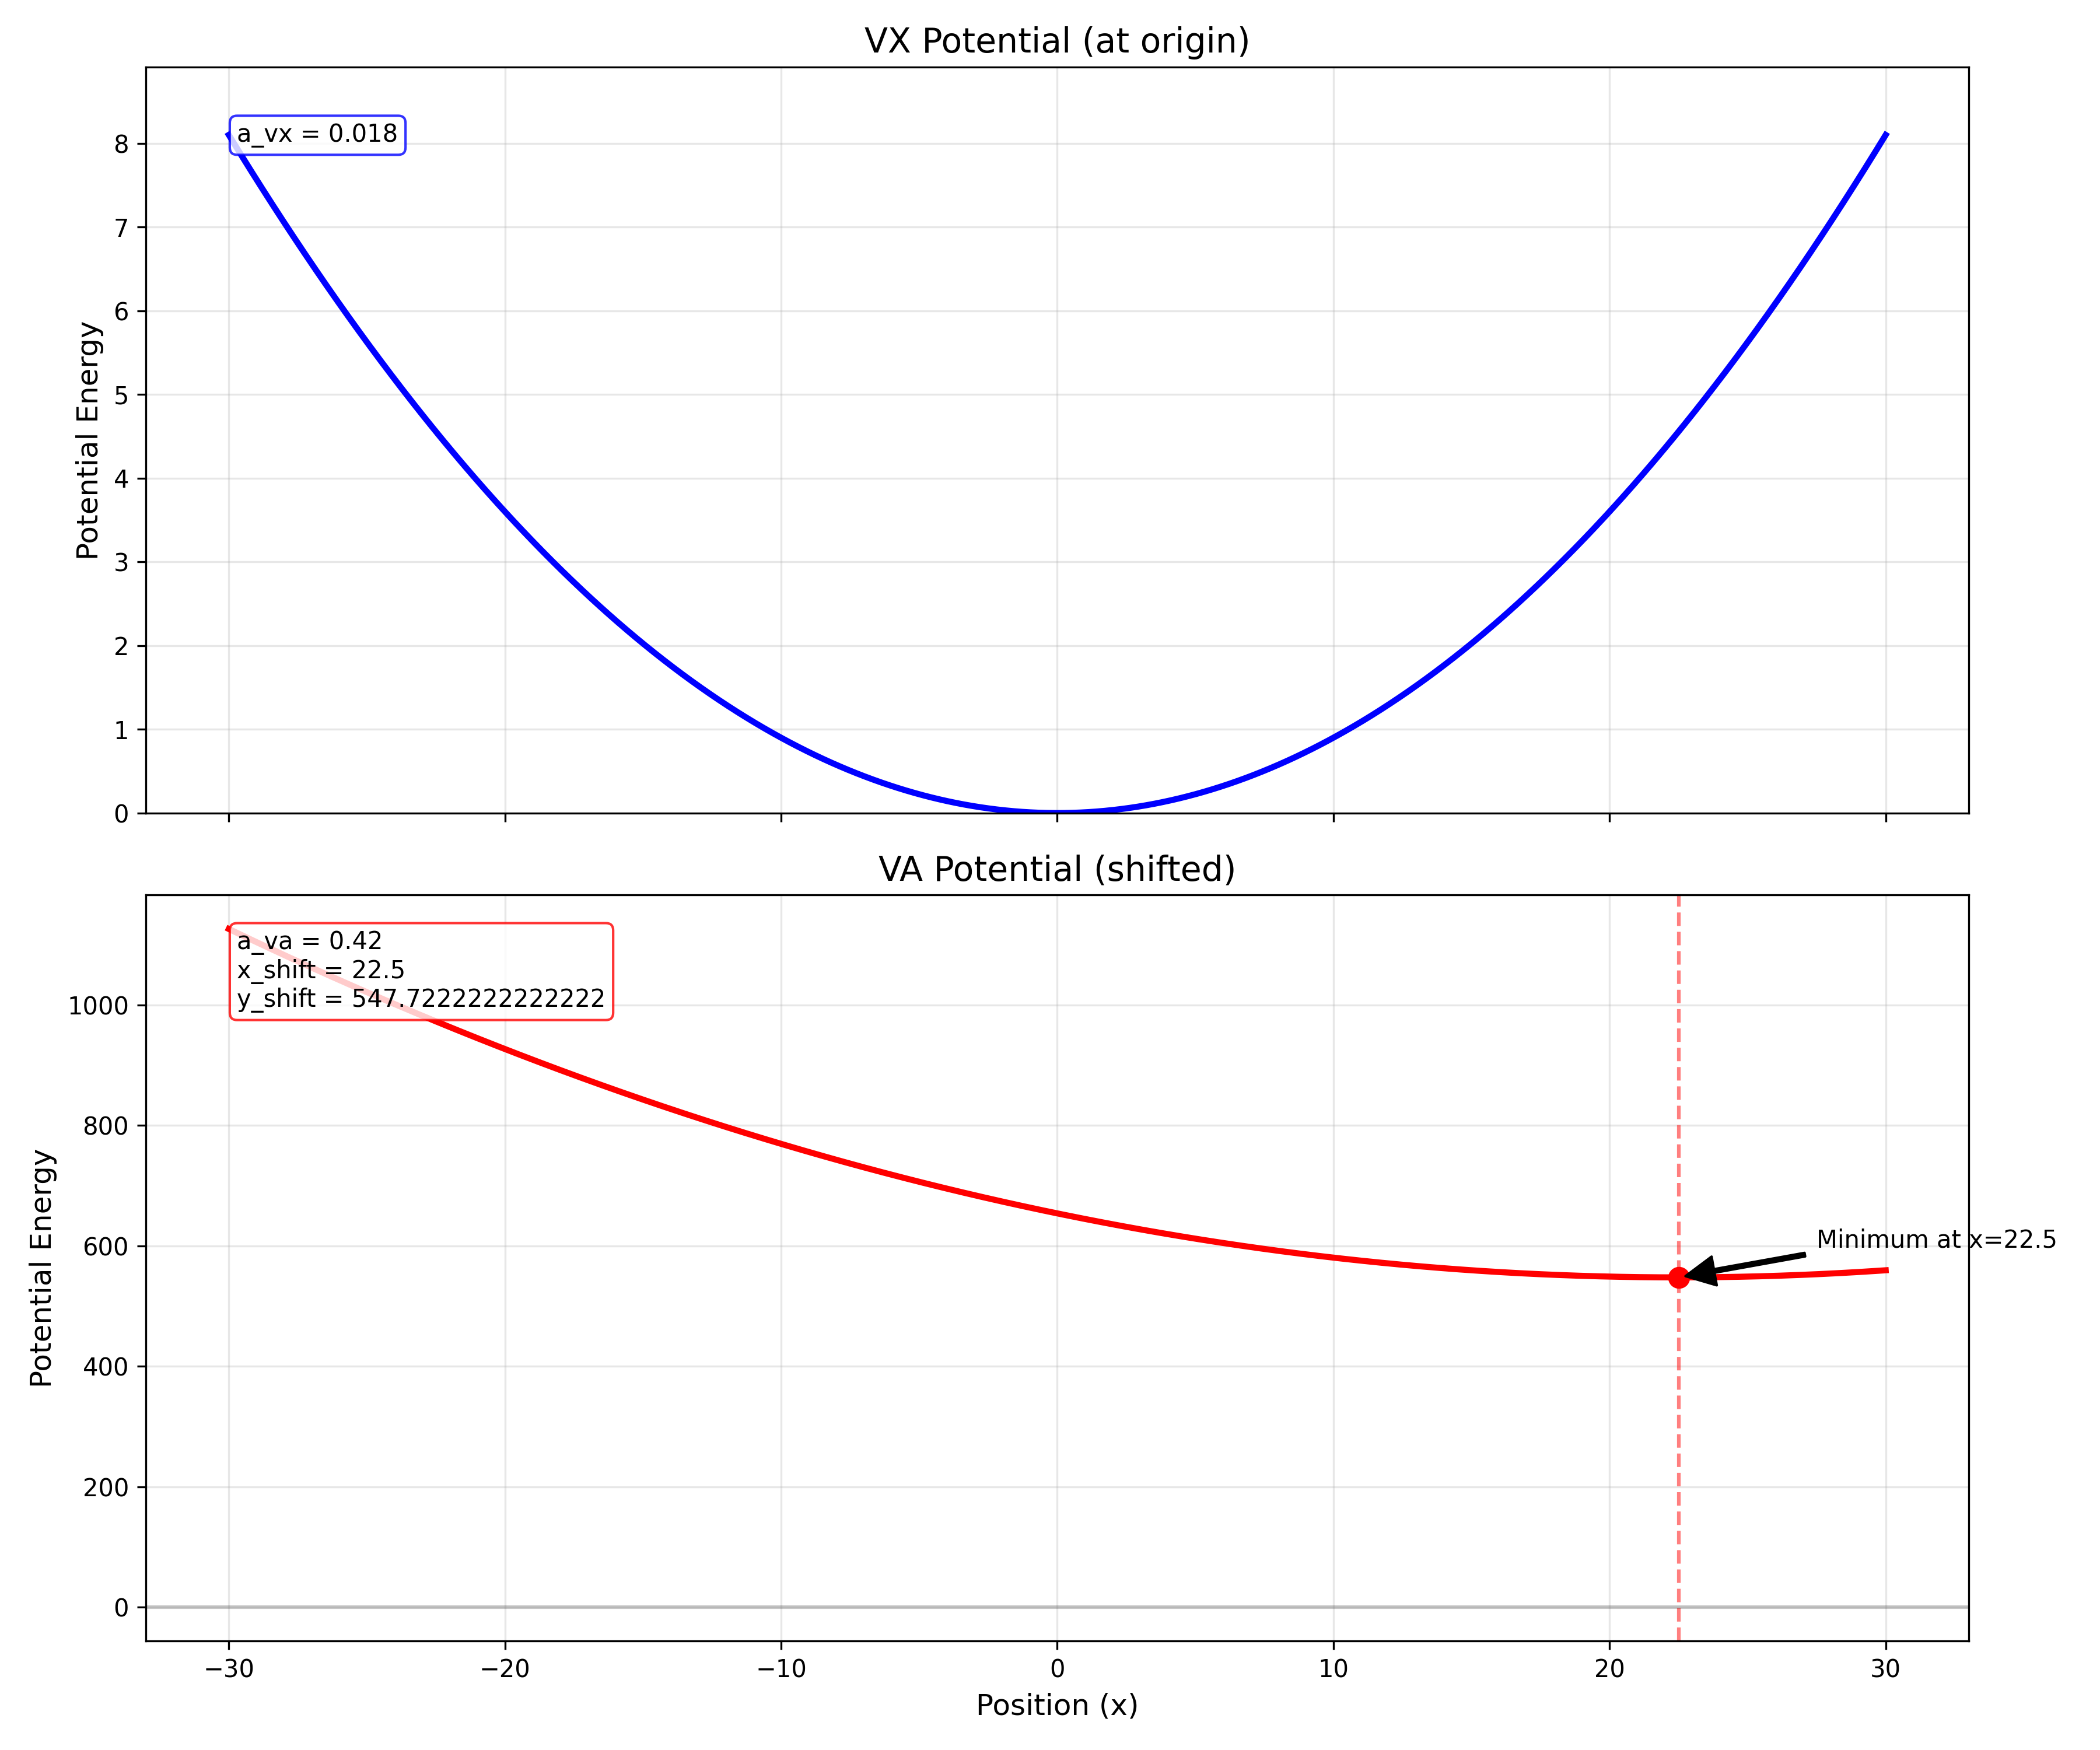 VX Potential (at origin)
a_vx = 0.018
8
7
6
5
4
3
2
1
0
Potential Energy
VA Potential (shifted)
a_va = 0.42
x_shift = 22.5
y_shift = 547.7222222222222
1000
800
600
400
200
0
Potential Energy
Minimum at x=22.5
−30
−20
−10
0
10
20
30
Position (x)